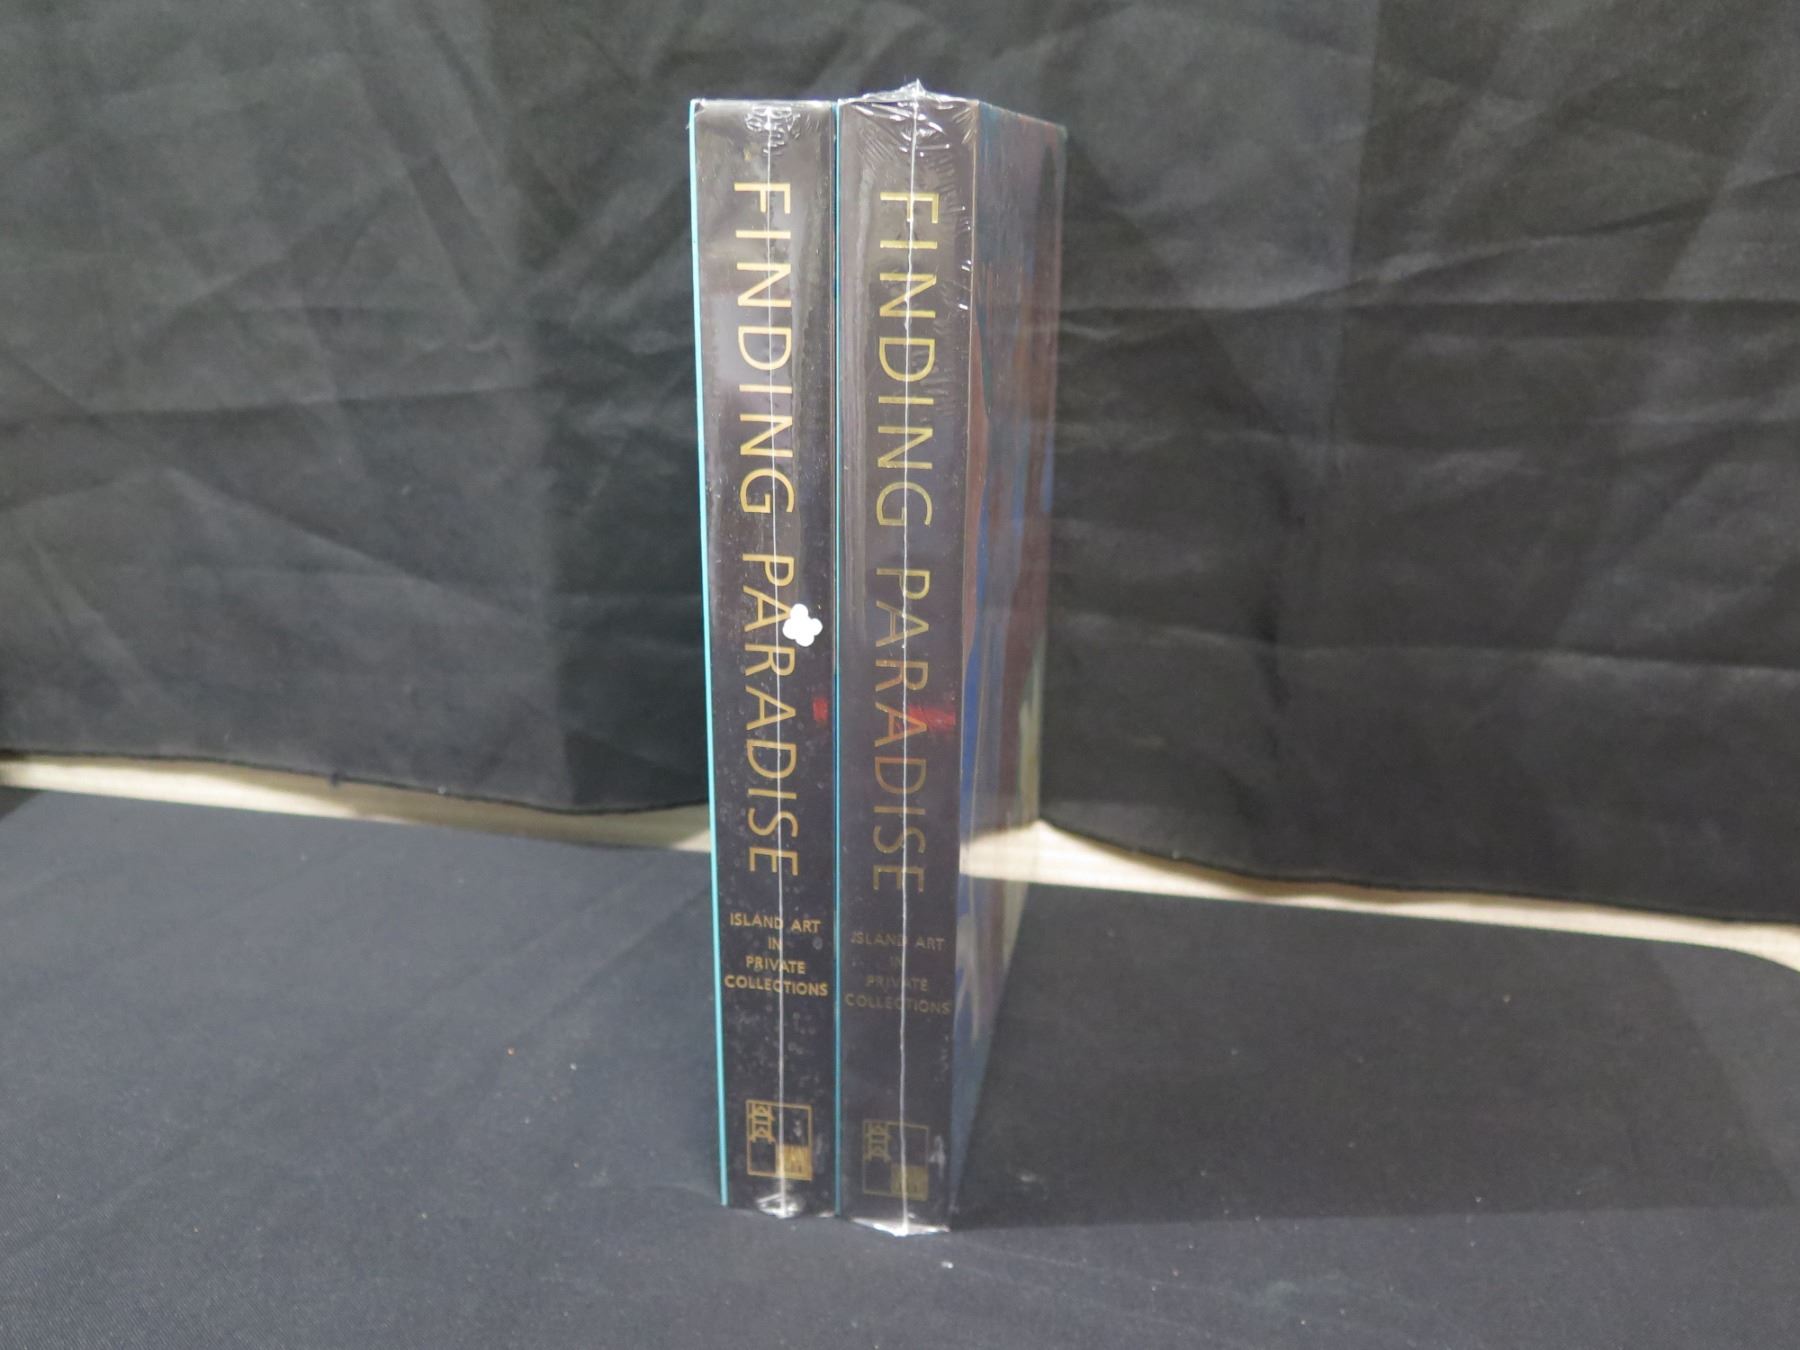 FINDING PARADISE
ISLAND ART
IN
PRIVATE
COLLECTIONS
FINDING PARADISE
ISLAND ART
IN
PRIVATE
COLLECTIONS